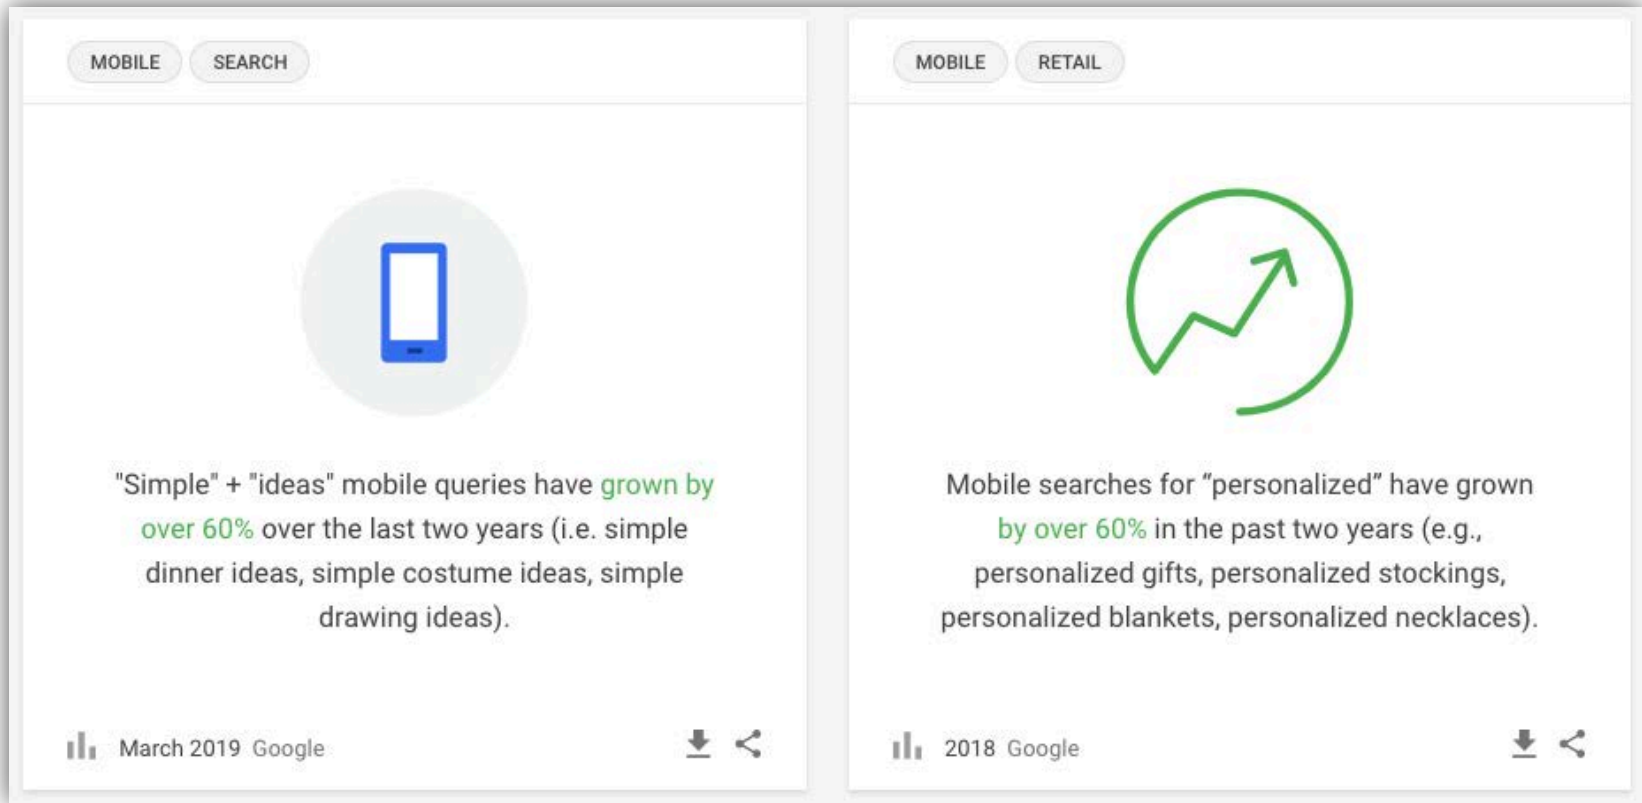 MOBILE SEARCH
"Simple" + "ideas" mobile queries have grown by
over 60% over the last two years (i.e. simple
dinner ideas, simple costume ideas, simple
drawing ideas).
March 2019 Google
MOBILE RETAIL
Mobile searches for “personalized” have grown
by over 60% in the past two years (e.g.,
personalized gifts, personalized stockings,
personalized blankets, personalized necklaces).
2018 Google